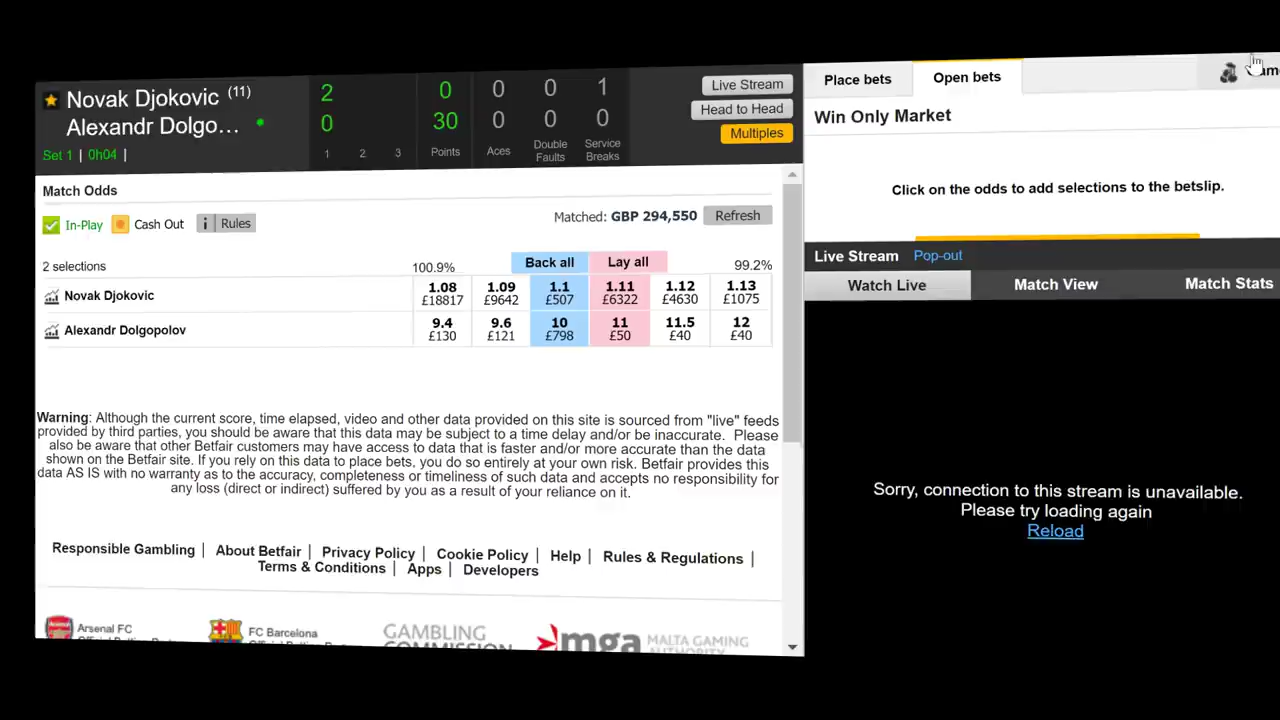 Novak Djokovic (11) 2 0 0 0 1
Alexandr Dolgo... 0 30 0 0 0
Set 1 | 0h04 |
1 2 3 Points Aces Double Faults Service Breaks
Live Stream
Head to Head
Multiples
Match Odds
In-Play Cash Out i Rules
Matched: GBP 294,550 Refresh
2 selections 100.9% Back all Lay all 99.2%
Novak Djokovic 1.08 1.09 1.1 1.11 1.12 1.13
£18817 £9642 £507 £6322 £4630 £1075
Alexandr Dolgopolov 9.4 9.6 10 11 11.5 12
£130 £121 £798 £50 £40 £40
Warning: Although the current score, time elapsed, video and other data provided on this site is sourced from "live" feeds
provided by third parties, you should be aware that this data may be subject to a time delay and/or be inaccurate. Please
also be aware that other Betfair customers may have access to data that is faster and/or more accurate than the data
shown on the Betfair site. If you rely on this data to place bets, you do so entirely at your own risk. Betfair provides this
data AS IS with no warranty as to the accuracy, completeness or timeliness of such data and accepts no responsibility for
any loss (direct or indirect) suffered by you as a result of your reliance on it.
Responsible Gambling | About Betfair | Privacy Policy | Cookie Policy | Help | Rules & Regulations |
Terms & Conditions | Apps | Developers
Arsenal FC
FC Barcelona
GAMBLING
COMMISSION
mga MALTA GAMING
AUTHORITY
Place bets Open bets
Win Only Market
Click on the odds to add selections to the betslip.
Live Stream Pop-out
Watch Live Match View Match Stats
Sorry, connection to this stream is unavailable.
Please try loading again
Reload